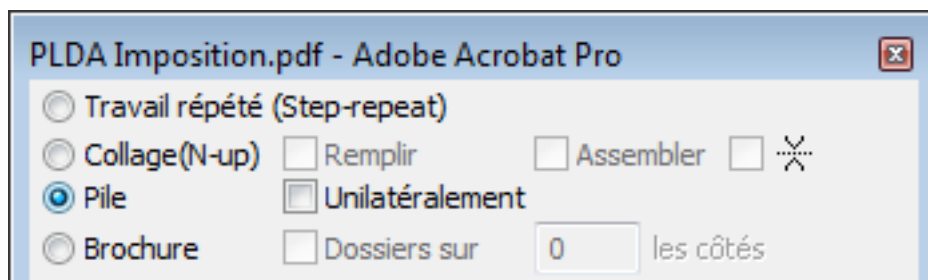 PLDA Imposition.pdf - Adobe Acrobat Pro
Travail répété (Step-repeat)
Collage(N-up) Remplir Assembler
Pile Unilatéralement
Brochure Dossiers sur 0 les côtés